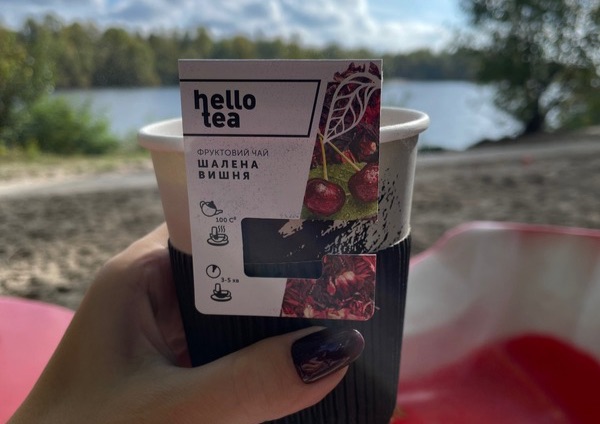 hello
tea
ФРУКТОВИЙ ЧАЙ
ШАЛЕНА
ВИШНЯ
100 C°
3-5 хв